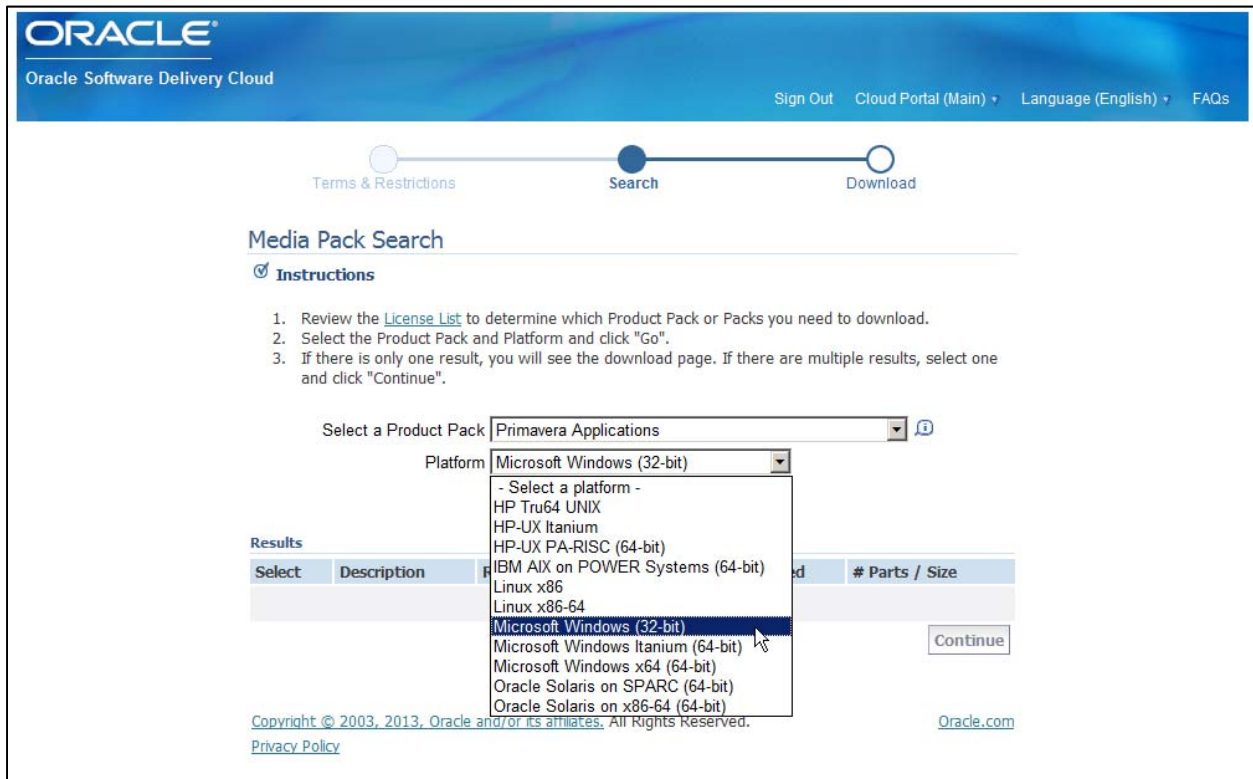 ORACLE®
Oracle Software Delivery Cloud
Sign Out Cloud Portal (Main) Language (English) FAQs
Terms & Restrictions Search Download
Media Pack Search
Instructions
1. Review the License List to determine which Product Pack or Packs you need to download.
2. Select the Product Pack and Platform and click "Go".
3. If there is only one result, you will see the download page. If there are multiple results, select one
and click "Continue".
Select a Product Pack Primavera Applications
Platform Microsoft Windows (32-bit)
- Select a platform -
HP Tru64 UNIX
HP-UX Itanium
HP-UX PA-RISC (64-bit)
IBM AIX on POWER Systems (64-bit)
Linux x86
Linux x86-64
Microsoft Windows (32-bit)
Microsoft Windows Itanium (64-bit)
Microsoft Windows x64 (64-bit)
Oracle Solaris on SPARC (64-bit)
Oracle Solaris on x86-64 (64-bit)
Results
Select Description # Parts / Size
Continue
Copyright © 2003, 2013, Oracle and/or its affiliates. All Rights Reserved. Oracle.com
Privacy Policy